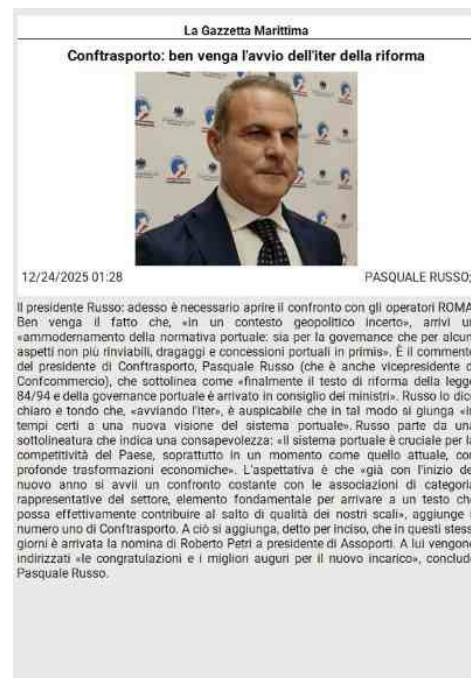 La Gazzetta Marittima
Conftrasporto: ben venga l'avvio dell'iter della riforma
12/24/2025 01:28
PASQUALE RUSSO;
Il presidente Russo: adesso è necessario aprire il confronto con gli operatori ROMA
Ben venga il fatto che, «in un contesto geopolitico incerto», arrivi un
«ammodernamento della normativa portuale: sia per la governance che per alcun
aspetti non più rinviabili, dragaggi e concessioni portuali in primis». È il comment
del presidente di Conftrasporto, Pasquale Russo (che è anche vicepresidente d
Confcommercio), che sottolinea come «finalmente il testo di riforma della legge
84/94 e della governance portuale è arrivato in consiglio dei ministri». Russo lo dic
chiaro e tondo che, «avviando l'iter», è auspicabile che in tal modo si giunga «i
tempi certi a una nuova visione del sistema portuale». Russo parte da una
sottolineatura che indica una consapevolezza: «il sistema portuale è cruciale per la
competitività del Paese, soprattutto in un momento come quello attuale, con
profonde trasformazioni economiche». L'aspettativa è che «già con l'inizio de
nuovo anno si avvii un confronto costante con le associazioni di categoria
rappresentative del settore, elemento fondamentale per arrivare a un testo che
possa effettivamente contribuire al salto di qualità dei nostri scali», aggiunge i
numero uno di Conftrasporto. A ciò si aggiunga, detto per inciso, che in questi stess
giorni è arrivata la nomina di Roberto Petri a presidente di Assoporti. A lui vengono
indirizzati «le congratulazioni e i migliori auguri per il nuovo incarico», conclud
Pasquale Russo.